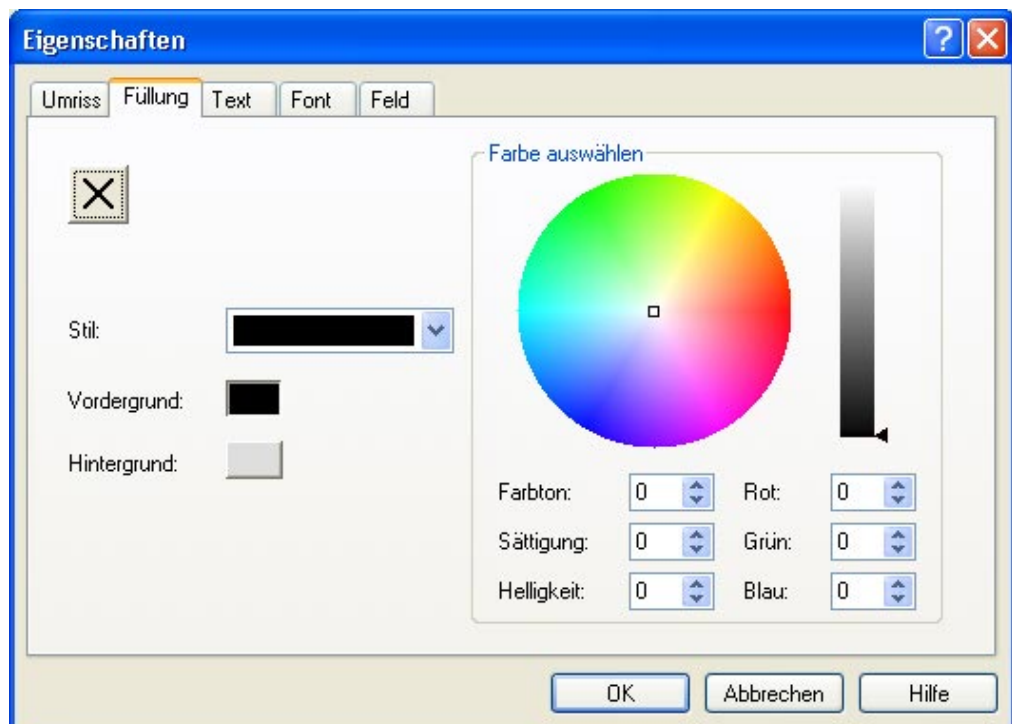 Eigenschaften
Umriss Füllung Text Font Feld
Farbe auswählen
Stil:
Vordergrund:
Hintergrund:
Farbton: 0 Rot: 0
Sättigung: 0 Grün: 0
Helligkeit: 0 Blau: 0
OK Abbrechen Hilfe